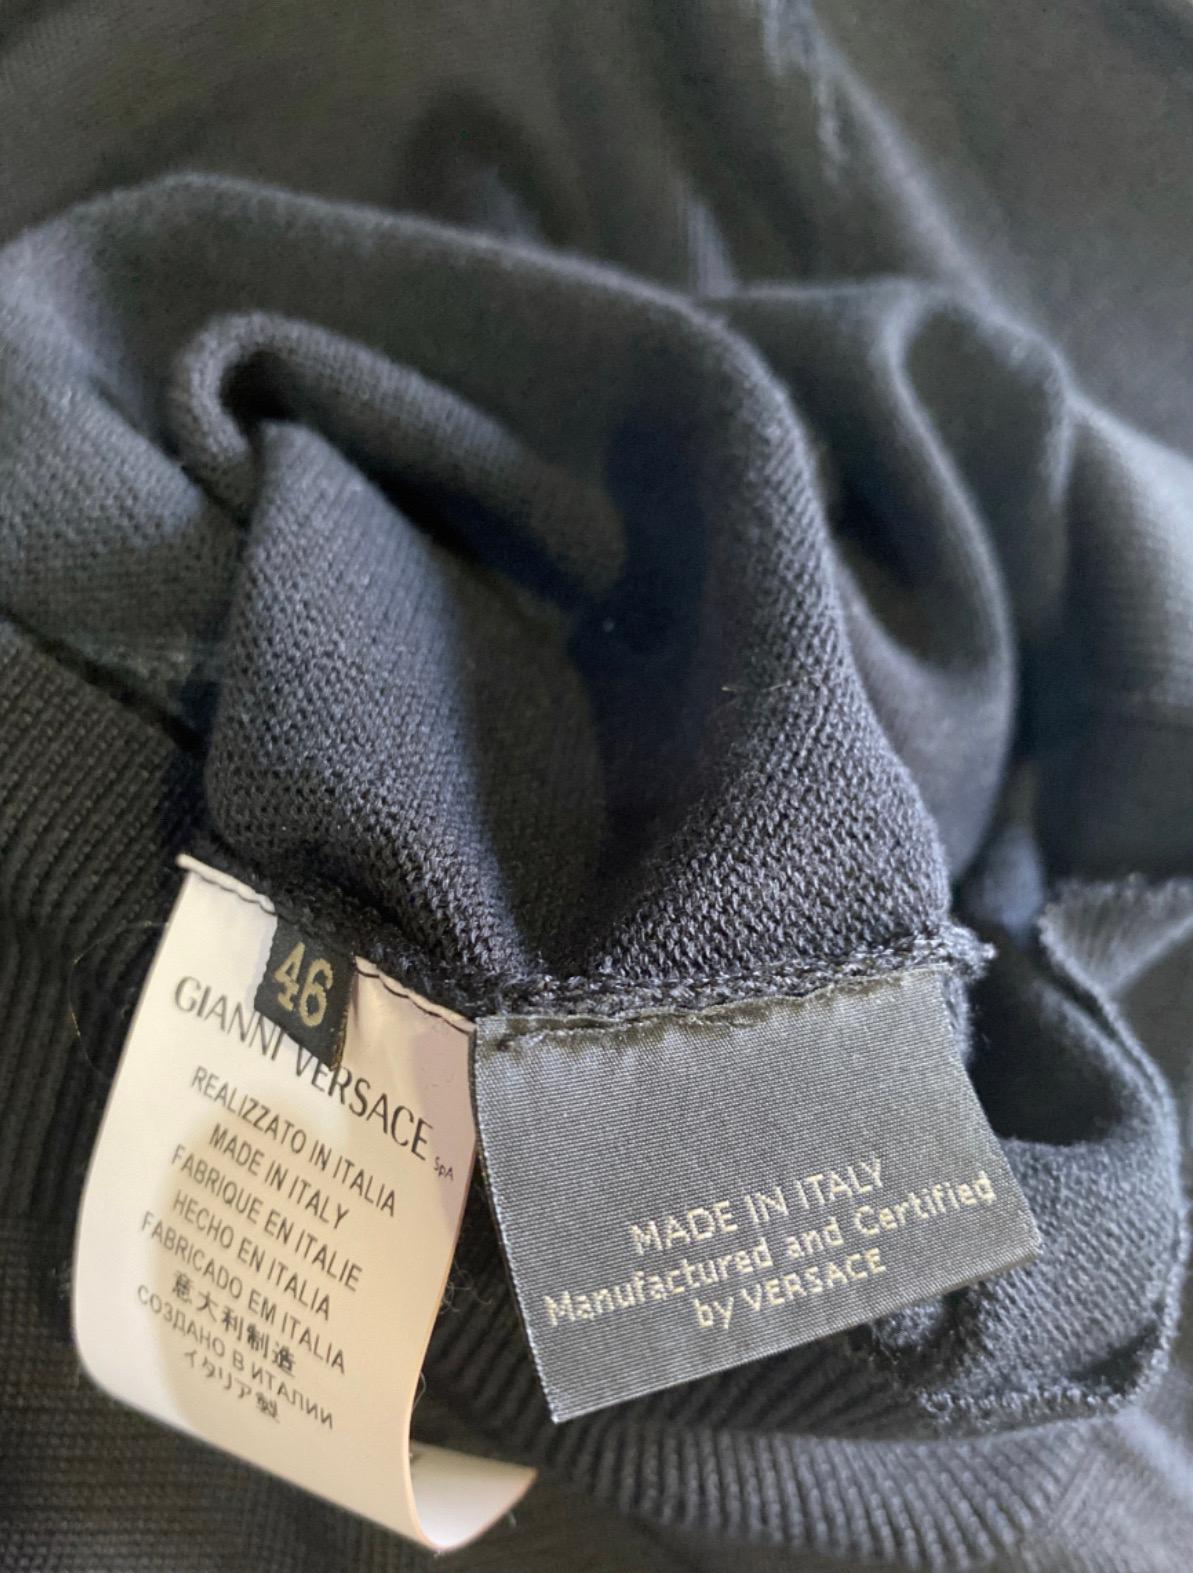 46
GIANNI VERSACE SpA
REALIZZATO IN ITALIA
MADE IN ITALY
FABRIQUE EN ITALIE
HECHO EN ITALIA
FABRICADO EM ITALIA
意大利制造
СОЗДАНО В ИТАЛИИ
イタリア製
MADE IN ITALY
Manufactured and Certified
by VERSACE